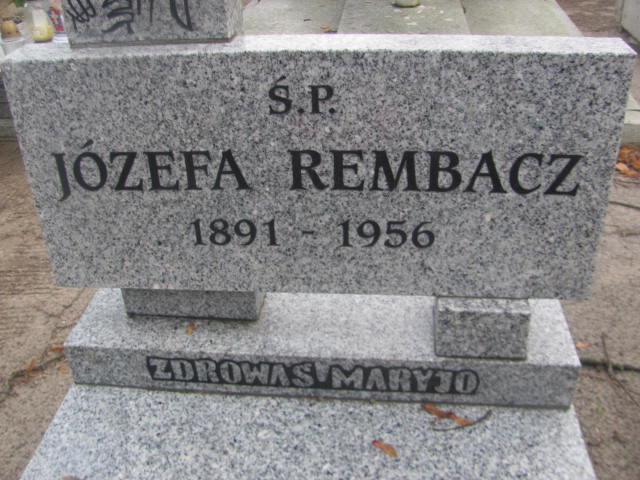 Ś.P.
JÓZEFA REMBACZ
1891 - 1956
ZDROWAŚ MARYJO